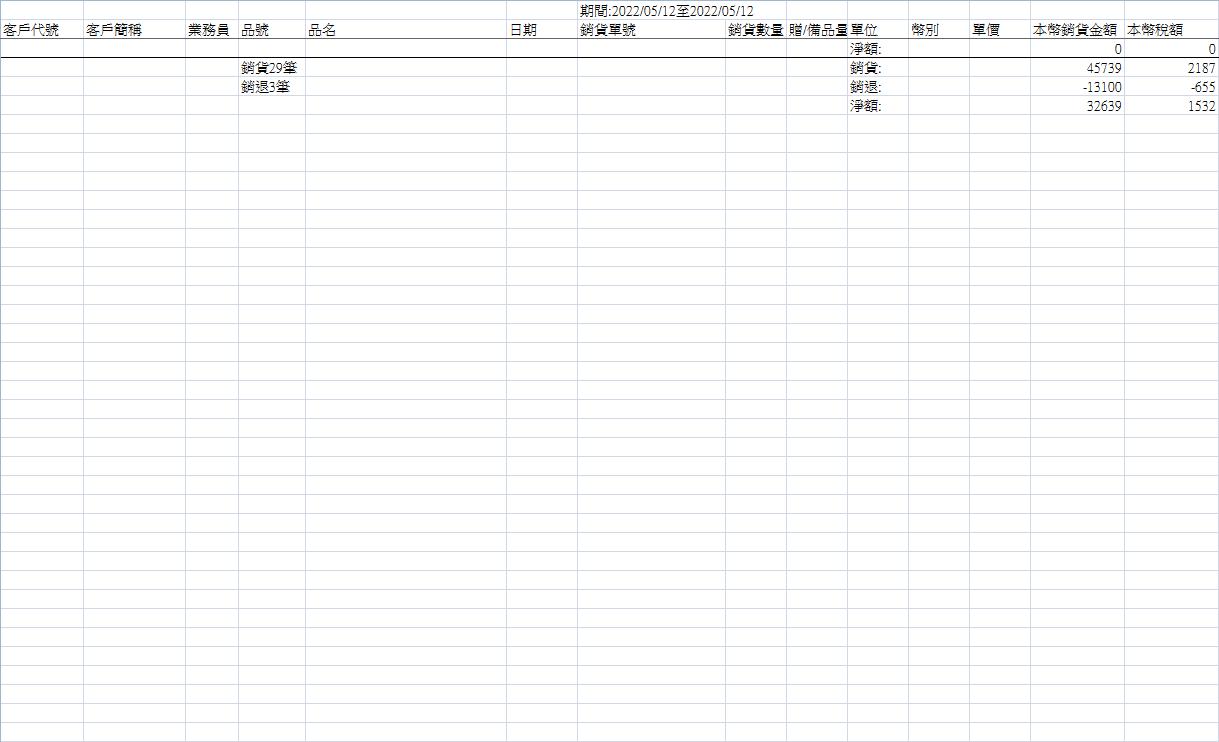 期間:2022/05/12至2022/05/12
客戶代號 客戶簡稱 業務員 品號 品名 日期 銷貨單號 銷貨數量 贈/備品量 單位 幣別 單價 本幣銷貨金額 本幣稅額
淨額: 0 0
銷貨29筆 銷貨: 45739 2187
銷退3筆 銷退: -13100 -655
淨額: 32639 1532